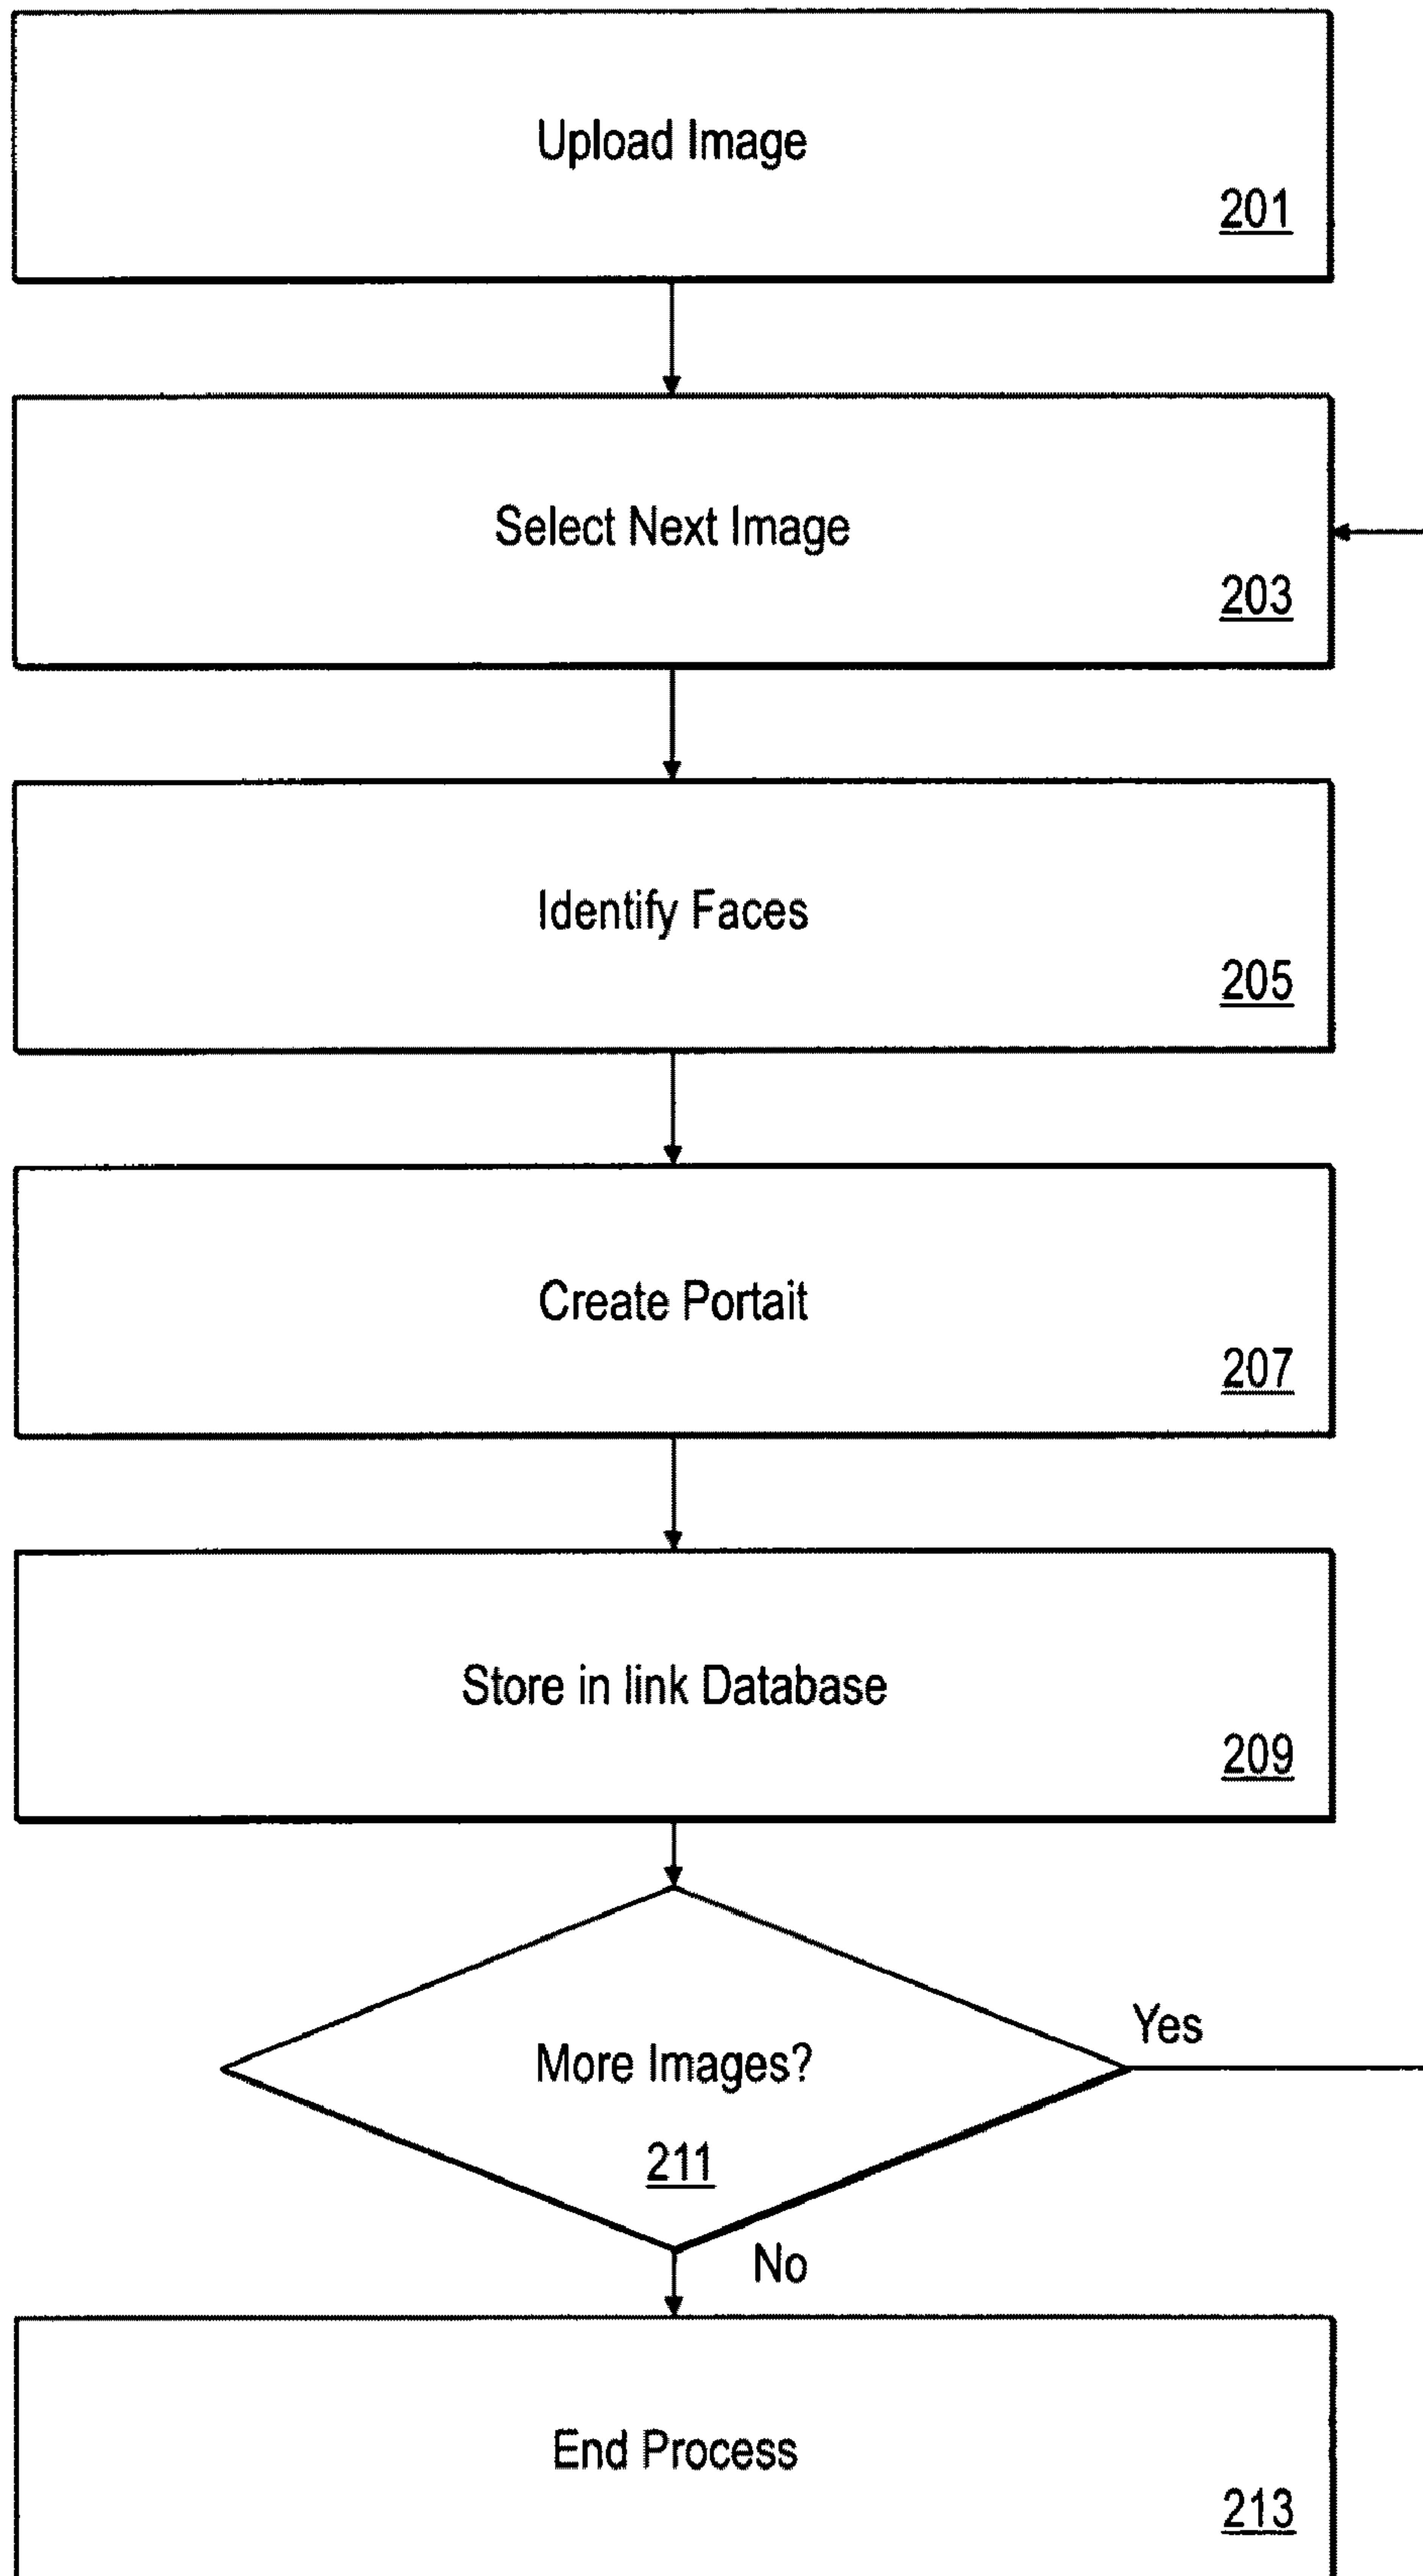 Upload Image
201
Select Next Image
203
Identify Faces
205
Create Portait
207
Store in link Database
209
Yes
More Images?
211
No
End Process
213